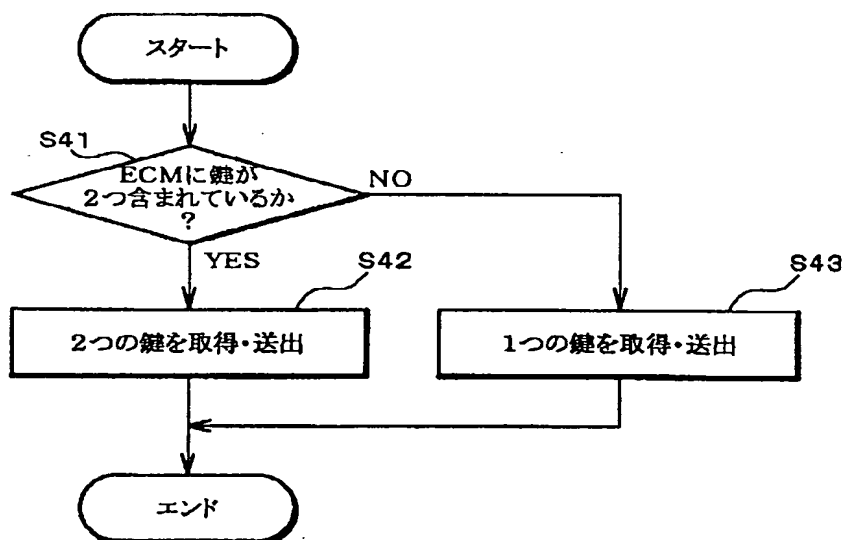 スタート
S41
ECMに鍵が
2つ含まれているか
?
NO
YES
S42
S43
2つの鍵を取得・送出
1つの鍵を取得・送出
エンド